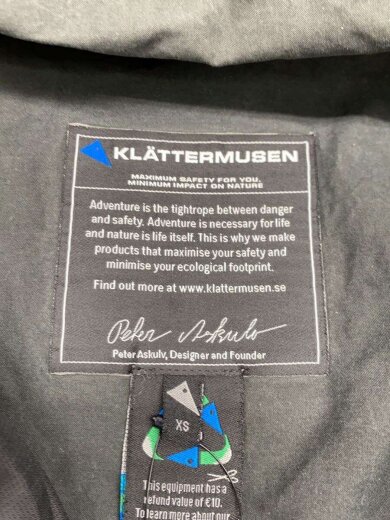 KLÄTTERMUSEN
MAXIMUM SAFETY FOR YOU.
MINIMUM IMPACT ON NATURE
Adventure is the tightrope between danger
and safety. Adventure is necessary for life
and nature is life itself. This is why we make
products that maximise your safety and
minimise your ecological footprint.
Find out more at www.klattermusen.se
Peter Askulv
Peter Askulv, Designer and Founder
XS
This equipment has a
refund value of €10.
To learn more about our